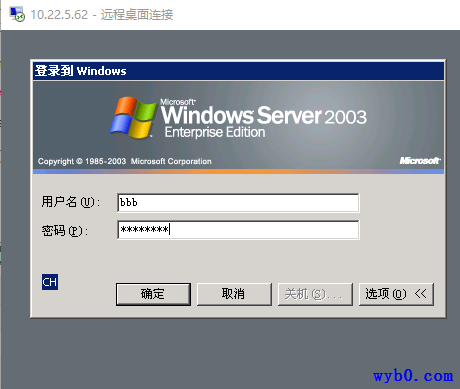 10.22.5.62 - 远程桌面连接
登录到 Windows
Microsoft
Windows Server 2003
Enterprise Edition
Copyright © 1985-2003 Microsoft Corporation
Microsoft
用户名(U): bbb
密码(P): ********
CH
确定 取消 关机(S)... 选项(O) <<
wyb0.com